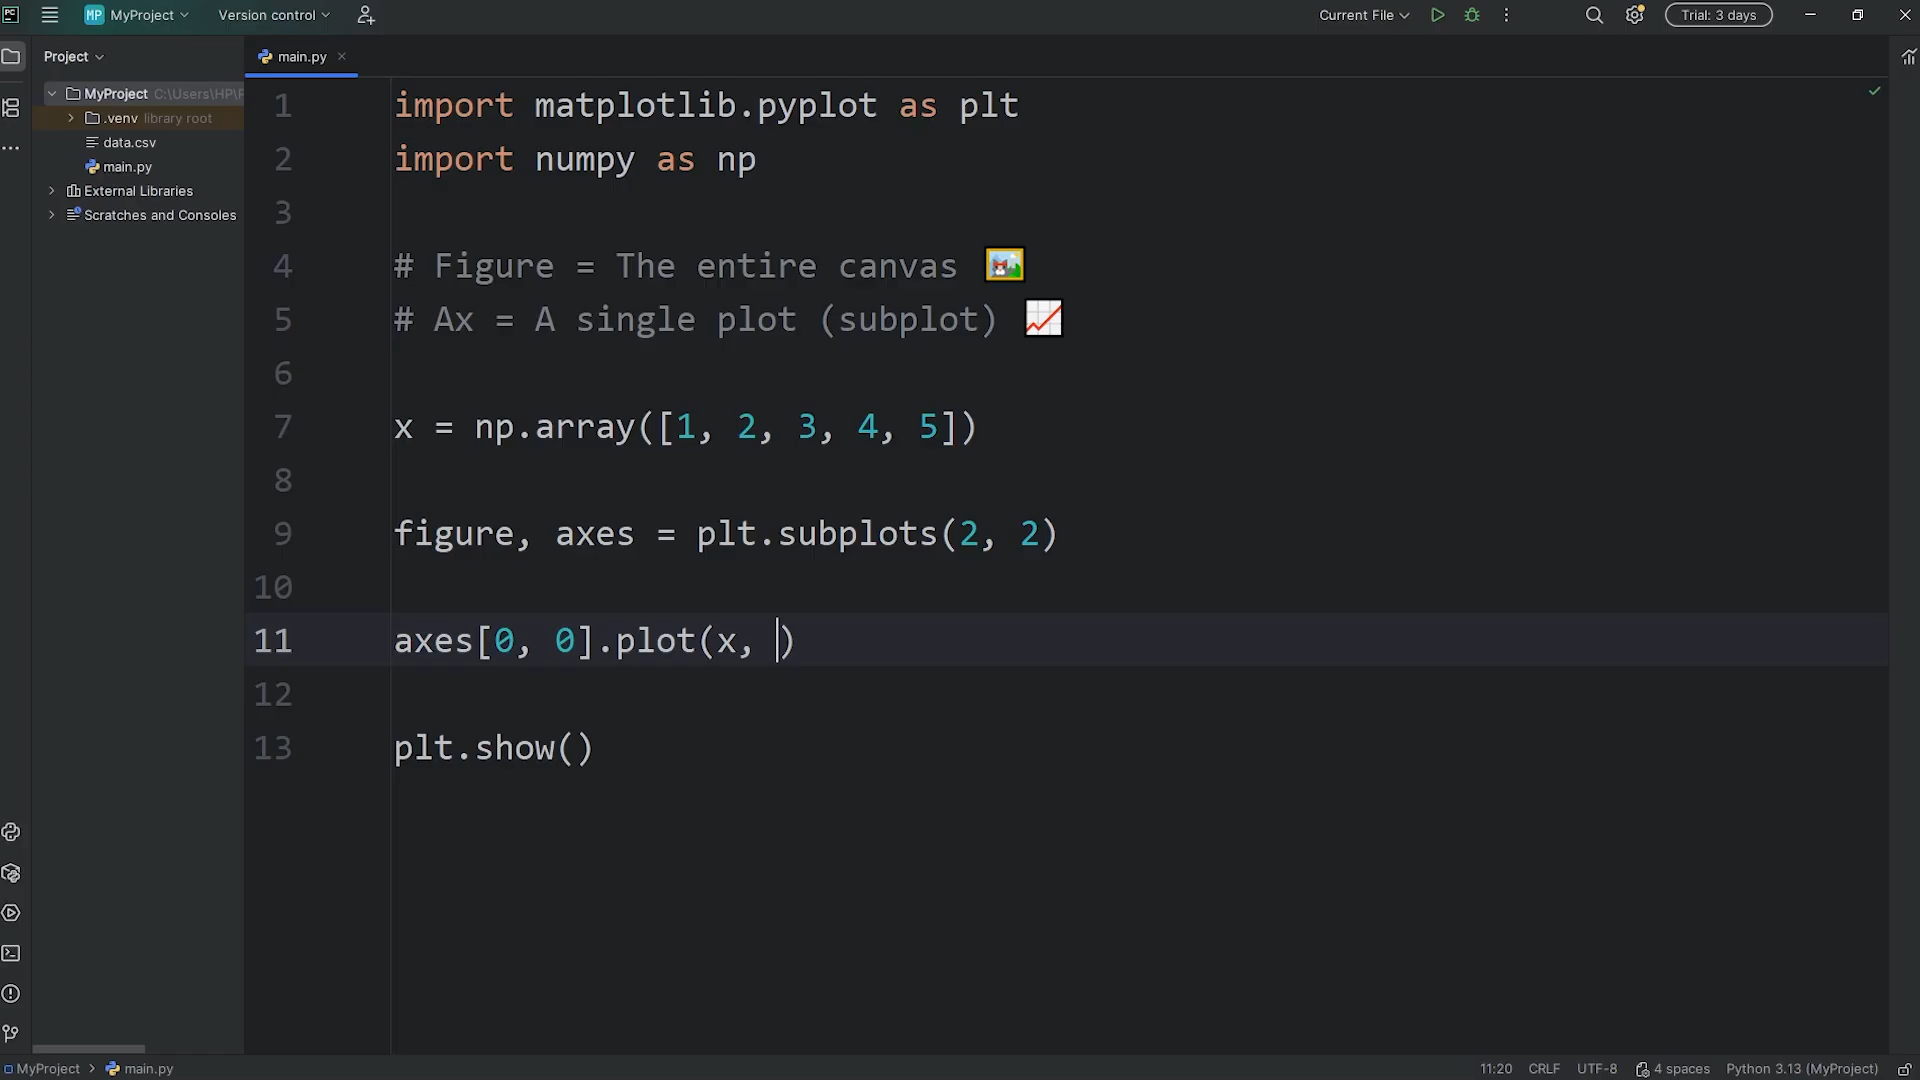 PC MP MyProject Version control Current File Trial: 3 days
Project main.py
MyProject C:\Users\HP\P
.venv library root
data.csv
main.py
External Libraries
Scratches and Consoles
1 import matplotlib.pyplot as plt
2 import numpy as np
3
4 # Figure = The entire canvas 🖼️
5 # Ax = A single plot (subplot) 📈
6
7 x = np.array([1, 2, 3, 4, 5])
8
9 figure, axes = plt.subplots(2, 2)
10
11 axes[0, 0].plot(x, )
12
13 plt.show()
MyProject > main.py 11:20 CRLF UTF-8 4 spaces Python 3.13 (MyProject)